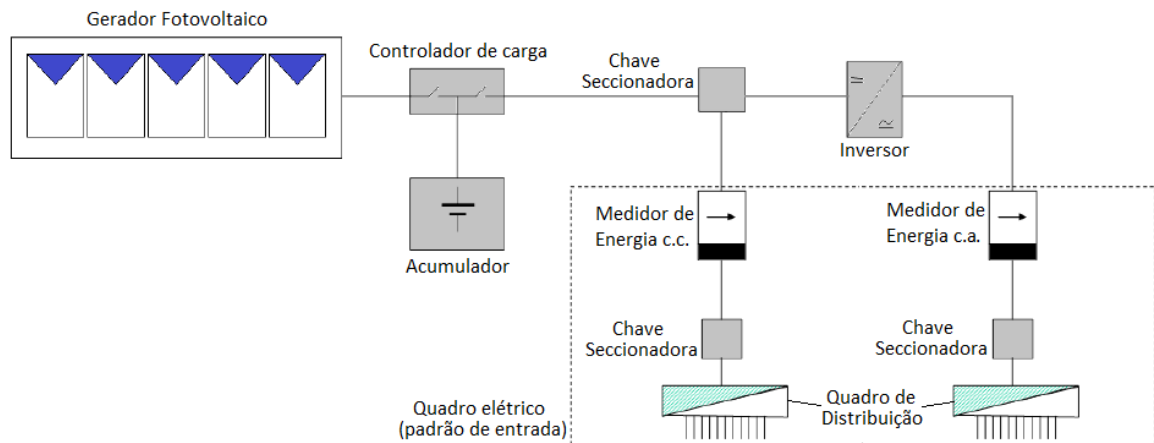 Gerador Fotovoltaico
Controlador de carga
Chave
Seccionadora
Inversor
Acumulador
Medidor de
Energia c.c.
Medidor de
Energia c.a.
Chave
Seccionadora
Chave
Seccionadora
Quadro elétrico
(padrão de entrada)
Quadro de
Distribuição